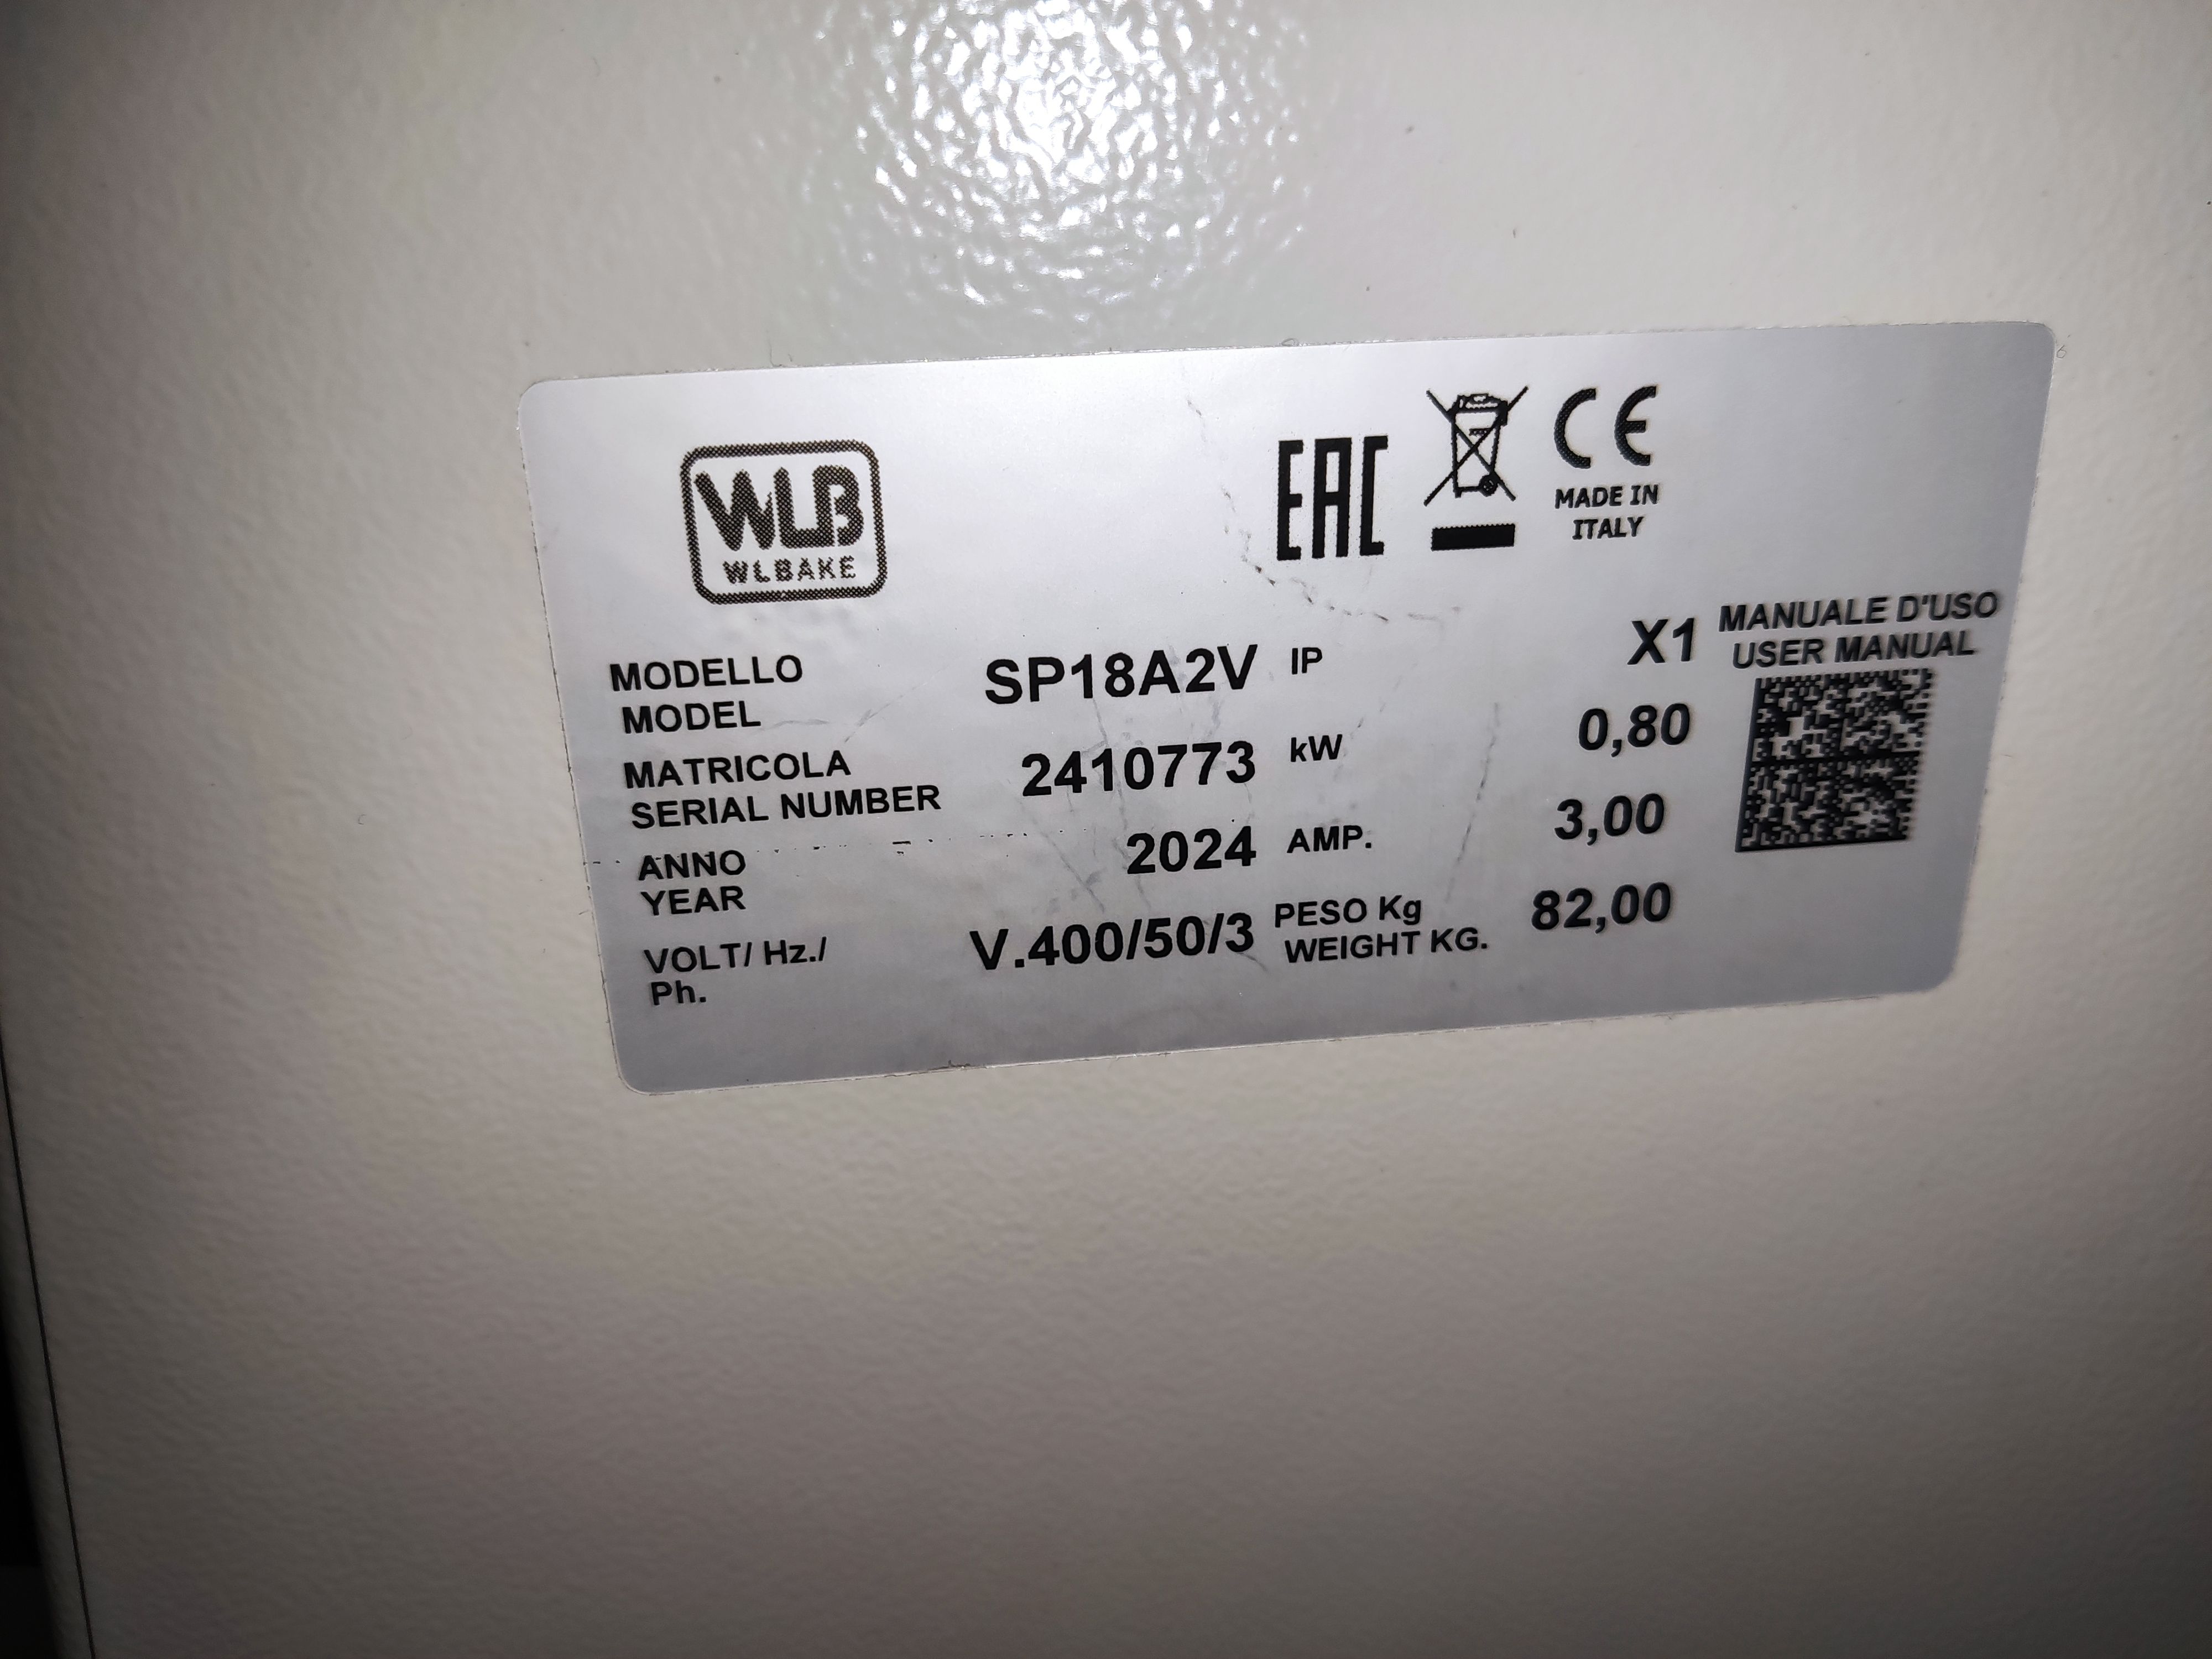 WLB
WLBAKE
EAC
CE
MADE IN
ITALY
MODELLO
MODEL
SP18A2V
IP
X1
MANUALE D'USO
USER MANUAL
MATRICOLA
SERIAL NUMBER
2410773
kW
0,80
ANNO
YEAR
2024
AMP.
3,00
VOLT/ Hz./
Ph.
V.400/50/3
PESO Kg
WEIGHT KG.
82,00